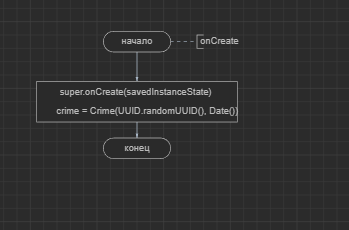 начало
onCreate
super.onCreate(savedInstanceState)
crime = Crime(UUID.randomUUID(), Date())
конец